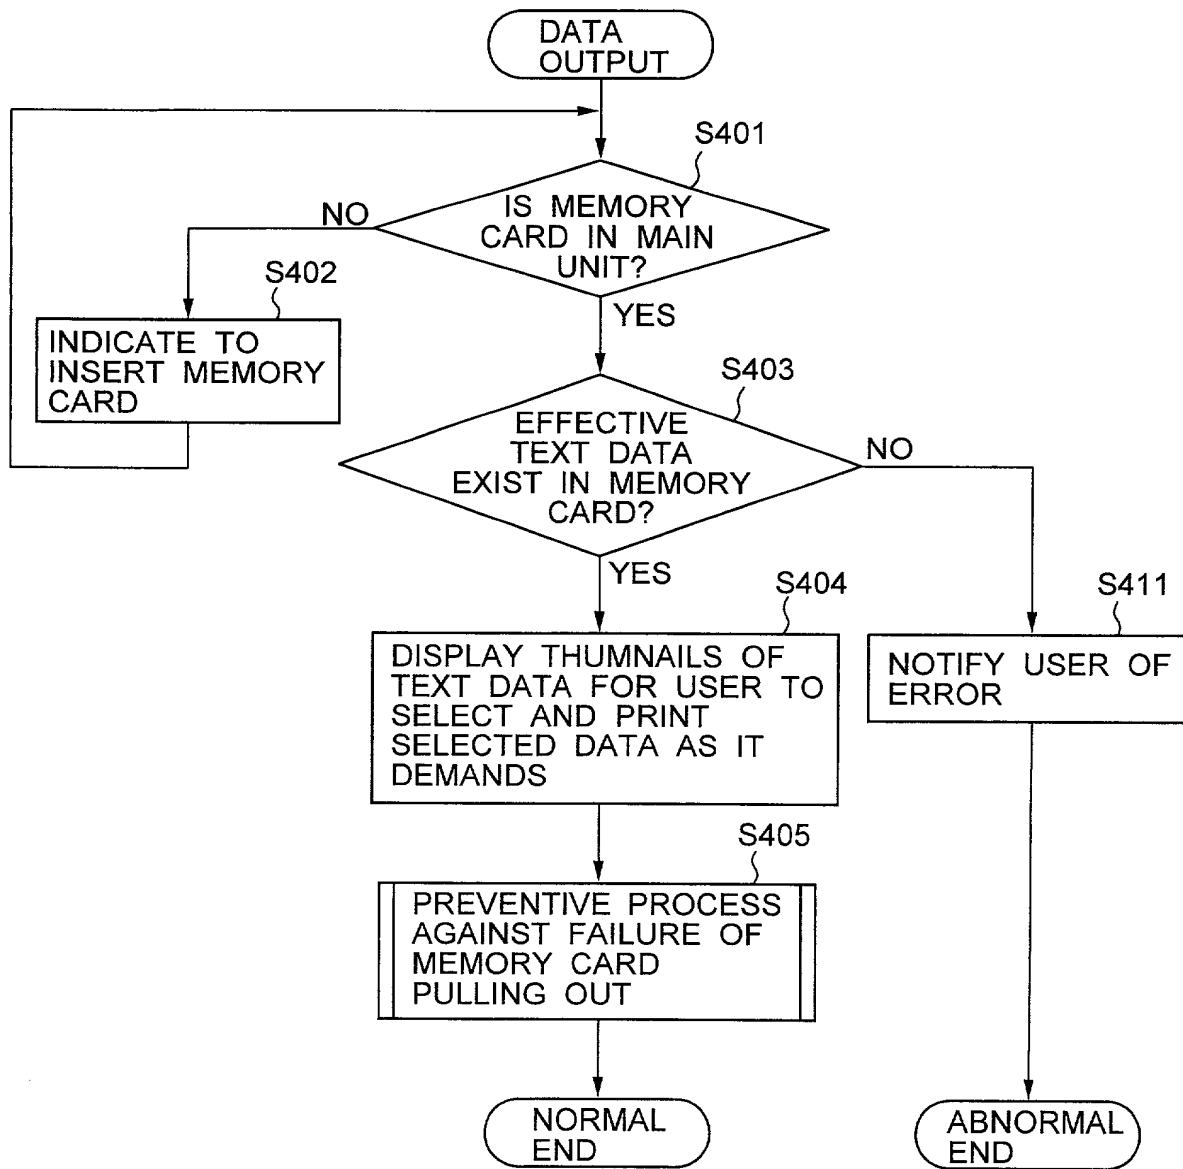 DATA
OUTPUT
S401
IS MEMORY
CARD IN MAIN
UNIT?
NO
YES
S402
INDICATE TO
INSERT MEMORY
CARD
S403
EFFECTIVE
TEXT DATA
EXIST IN MEMORY
CARD?
NO
YES
S404
DISPLAY THUMNAILS OF
TEXT DATA FOR USER TO
SELECT AND PRINT
SELECTED DATA AS IT
DEMANDS
S411
NOTIFY USER OF
ERROR
S405
PREVENTIVE PROCESS
AGAINST FAILURE OF
MEMORY CARD
PULLING OUT
NORMAL
END
ABNORMAL
END